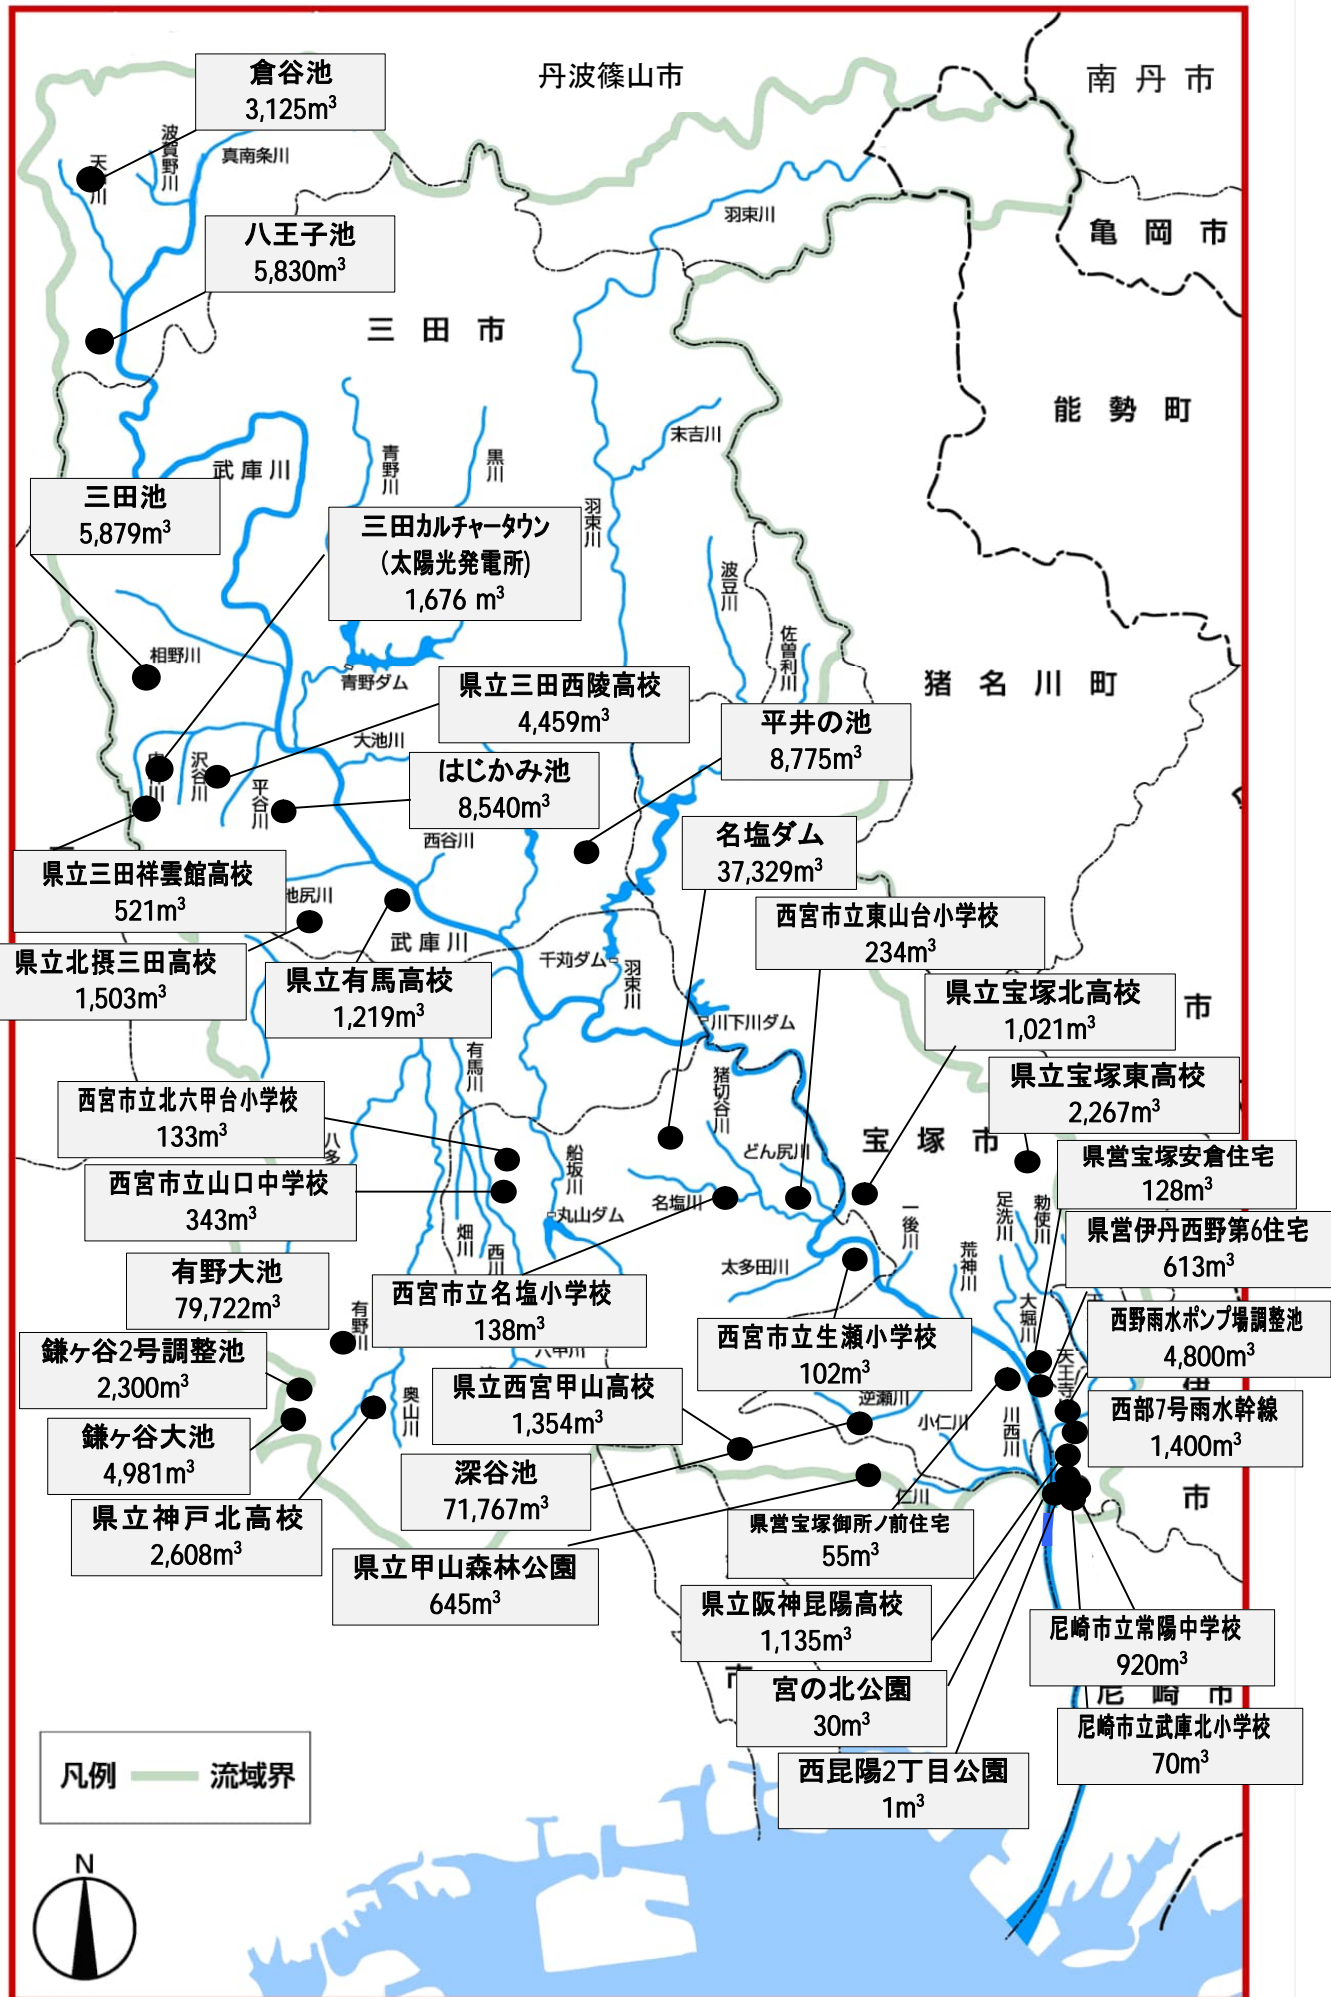 倉谷池
3,125m³
丹波篠山市
南丹市
波賀野川
真南条川
天
川
羽束川
亀岡市
八王子池
5,830m³
三田市
能勢町
末吉川
武庫川
青野川
黒川
羽束川
三田池
5,879m³
三田カルチャータウン
(太陽光発電所)
1,676 m³
波豆川
佐曽利川
相野川
青野ダム
猪名川町
県立三田西陵高校
4,459m³
平井の池
8,775m³
大池川
沢谷川
平谷川
川
はじかみ池
8,540m³
西谷川
名塩ダム
37,329m³
県立三田祥雲館高校
521m³
池尻川
西宮市立東山台小学校
234m³
武庫川
千苅ダム
羽束川
県立北摂三田高校
1,503m³
県立有馬高校
1,219m³
県立宝塚北高校
1,021m³
市
川下川ダム
有馬川
猪切谷川
県立宝塚東高校
2,267m³
西宮市立北六甲台小学校
133m³
八多
船坂川
どん尻川
宝塚市
県営宝塚安倉住宅
128m³
西宮市立山口中学校
343m³
名塩川
丸山ダム
畑川
西川
一後川
足洗川
勅使川
県営伊丹西野第6住宅
613m³
荒神川
太多田川
有野大池
79,722m³
西宮市立名塩小学校
138m³
有野川
大堀川
西野雨水ポンプ場調整池
4,800m³
西宮市立生瀬小学校
102m³
鎌ヶ谷2号調整池
2,300m³
六甲川
天王寺
伊
県立西宮甲山高校
1,354m³
逆瀬川
奥山川
小仁川
川西川
西部7号雨水幹線
1,400m³
鎌ヶ谷大池
4,981m³
深谷池
71,767m³
仁川
市
県立神戸北高校
2,608m³
県営宝塚御所ノ前住宅
55m³
県立甲山森林公園
645m³
県立阪神昆陽高校
1,135m³
尼崎市立常陽中学校
920m³
市
宮の北公園
30m³
尼崎市
尼崎市立武庫北小学校
70m³
西昆陽2丁目公園
1m³
凡例
流域界
N